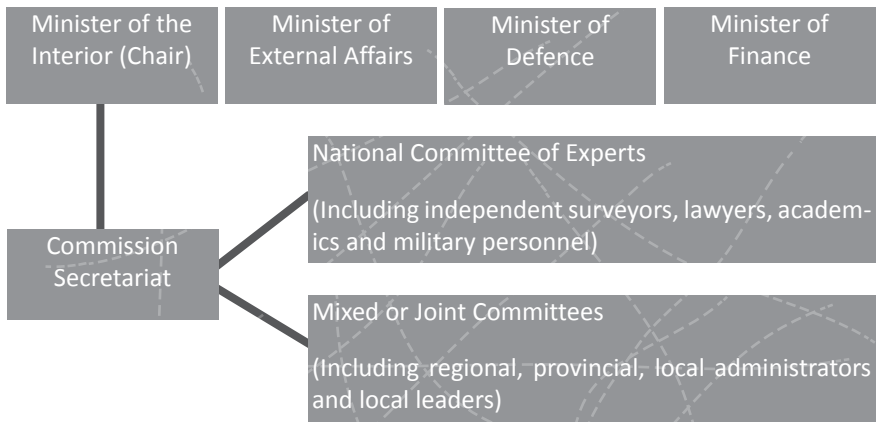 Minister of the
Interior (Chair)
Minister of
External Affairs
Minister of
Defence
Minister of
Finance
National Committee of Experts
(Including independent surveyors, lawyers, academ-
ics and military personnel)
Commission
Secretariat
Mixed or Joint Committees
(Including regional, provincial, local administrators
and local leaders)